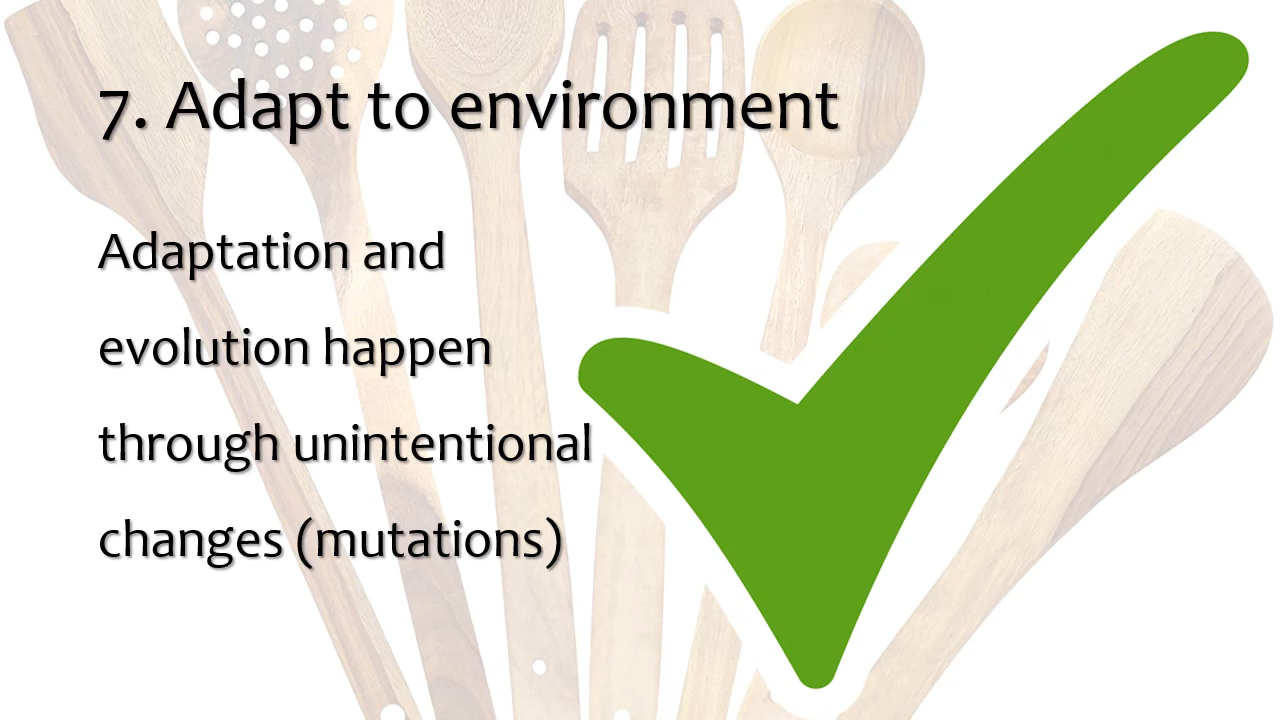 7. Adapt to environment
Adaptation and
evolution happen
through unintentional
changes (mutations)